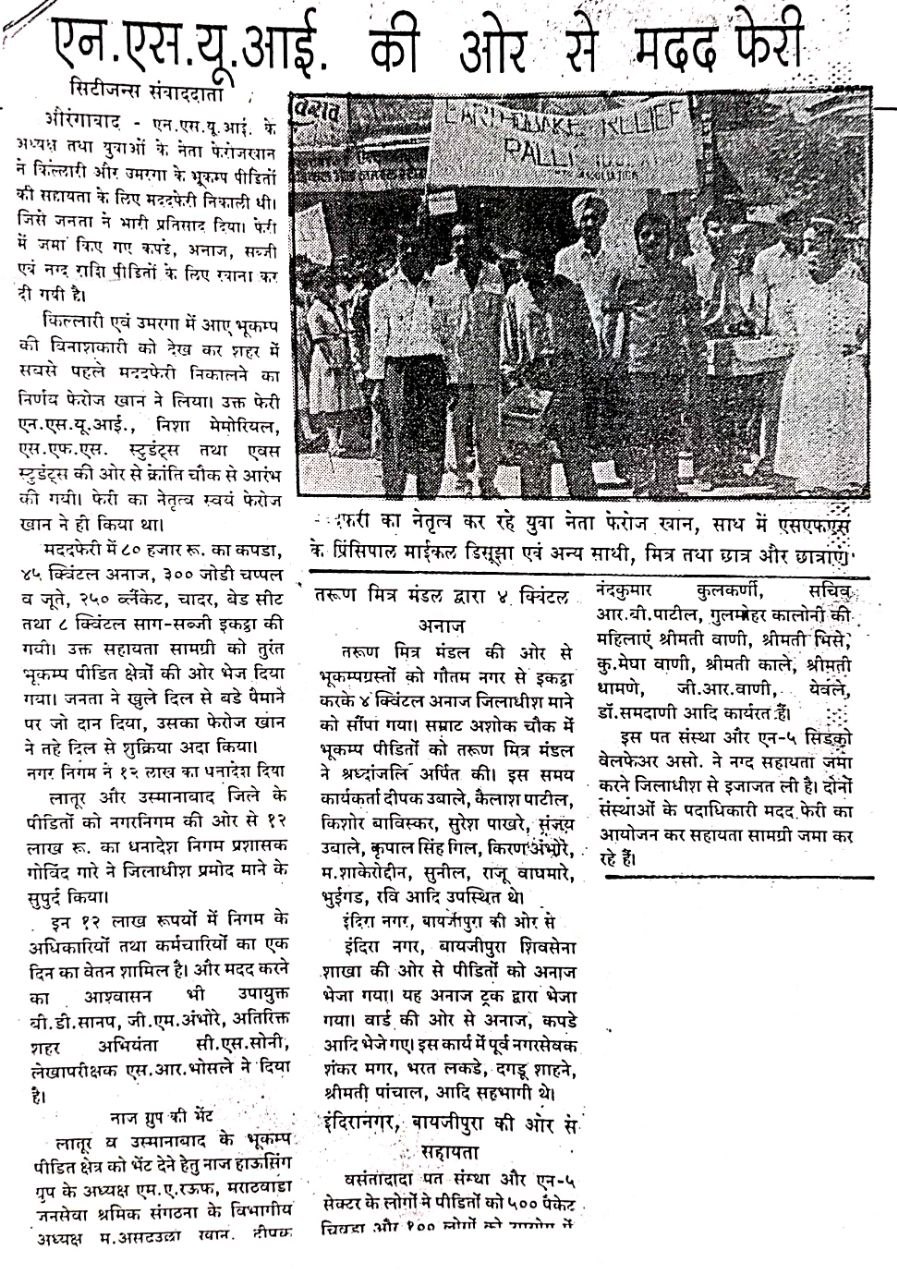 एन.एस.यू.आई. की ओर से मदद फेरी
सिटीजन्स संवाददाता
औरंगाबाद - एन.एस.यू.आई. के
अध्यक्ष तथा युवाओं के नेता फेरोजखान
ने किल्लारी और उमरगा के भूकम्प पीडितों
की सहायता के लिए मददफेरी निकाली थी।
जिसे जनता ने भारी प्रतिसाद दिया। फेरी
में जमा किए गए कपडे, अनाज, सब्जी
एवं नग्द राशि पीडितों के लिए रवाना कर
दी गयी है।
किल्लारी एवं उमरगा में आए भूकम्प
की विनाशकारी को देख कर शहर में
सबसे पहले मददफेरी निकालने का
निर्णय फेरोज खान ने लिया। उक्त फेरी
एन.एस.यू.आई., निशा मेमोरियल,
एस.एफ.एस. स्टुडंट्स तथा एक्स
स्टुडंट्स की ओर से क्रांति चौक से आरंभ
की गयी। फेरी का नेतृत्व स्वयं फेरोज
खान ने ही किया था।
मददफेरी में ८० हजार रू. का कपडा,
४५ क्विंटल अनाज, ३०० जोडी चप्पल
व जूते, २५० ब्लॅंकेट, चादर, बेड सीट
तथा ८ क्विंटल साग-सब्जी इकट्ठा की
गयी। उक्त सहायता सामग्री को तुरंत
भूकम्प पीडित क्षेत्रों की ओर भेज दिया
गया। जनता ने खुले दिल से बडे पैमाने
पर जो दान दिया, उसका फेरोज खान
ने तहे दिल से शुक्रिया अदा किया।
नगर निगम ने १२ लाख का धनादेश दिया
लातूर और उस्मानाबाद जिले के
पीडितों को नगरनिगम की ओर से १२
लाख रू. का धनादेश निगम प्रशासक
गोविंद गारे ने जिलाधीश प्रमोद माने के
सुपुर्द किया।
इन १२ लाख रूपयों में निगम के
अधिकारियों तथा कर्मचारियों का एक
दिन का वेतन शामिल है। और मदद करने
का आश्वासन भी उपायुक्त
बी.डी.सानप, जी.एम.अंभोरे, अतिरिक्त
शहर अभियंता सी.एस.सोनी,
लेखापरीक्षक एस.आर.भोसले ने दिया
है।
नाज ग्रुप की भेंट
लातूर व उस्मानाबाद के भूकम्प
पीडित क्षेत्र को भेंट देने हेतु नाज हाऊसिंग
ग्रुप के अध्यक्ष एम.ए.रऊफ, मराठवाडा
जनसेवा श्रमिक संगठना के विभागीय
अध्यक्ष म.असदउला खान. दीपक
EARTHQUAKE RELIEF
RALLY
मददफेरी का नेतृत्व कर रहे युवा नेता फेरोज खान, साथ में एसएफएस
के प्रिंसिपाल माईकल डिसूझा एवं अन्य साथी, मित्र तथा छात्र और छात्राएं
तरूण मित्र मंडल द्वारा ४ क्विंटल
अनाज
तरूण मित्र मंडल की ओर से
भूकम्पग्रस्तों को गौतम नगर से इकट्ठा
करके ४ क्विंटल अनाज जिलाधीश माने
को सौंपा गया। सम्राट अशोक चौक में
भूकम्प पीडितों को तरूण मित्र मंडल
ने श्रध्दांजलि अर्पित की। इस समय
कार्यकर्ता दीपक उबाले, कैलाश पाटील,
किशोर बाविस्कर, सुरेश पाखरे, संजय
उबाले, कृपाल सिंह गिल, किरण अंभोरे,
म.शाकेरोद्दीन, सुनील, राजू वाघमारे,
भुईगड, रवि आदि उपस्थित थे।
इंदिरा नगर, बायजीपुरा की ओर से
इंदिरा नगर, बायजीपुरा शिवसेना
शाखा की ओर से पीडितों को अनाज
भेजा गया। यह अनाज ट्रक द्वारा भेजा
गया। वार्ड की ओर से अनाज, कपडे
आदि भेजे गए। इस कार्य में पूर्व नगरसेवक
शंकर मगर, भरत लकडे, दगडू शाहने,
श्रीमती पांचाल, आदि सहभागी थे।
इंदिरानगर, बायजीपुरा की ओर से
सहायता
वसंतदादा पत संस्था और एन-५
सेक्टर के लोगों ने पीडितों को ५०० पैकेट
चिवडा और १०० लोगों को
नंदकुमार कुलकर्णी, सचिव
आर.बी.पाटील, गुलमोहर कालोनी की
महिलाएं श्रीमती वाणी, श्रीमती भिसे,
कु.मेघा वाणी, श्रीमती काले, श्रीमती
धामणे, जी.आर.वाणी, येवले,
डॉ.समदाणी आदि कार्यरत हैं।
इस पत संस्था और एन-५ सिडको
वेलफेअर असो. ने नग्द सहायता जमा
करने जिलाधीश से इजाजत ली है। दोनों
संस्थाओं के पदाधिकारी मदद फेरी का
आयोजन कर सहायता सामग्री जमा कर
रहे हैं।